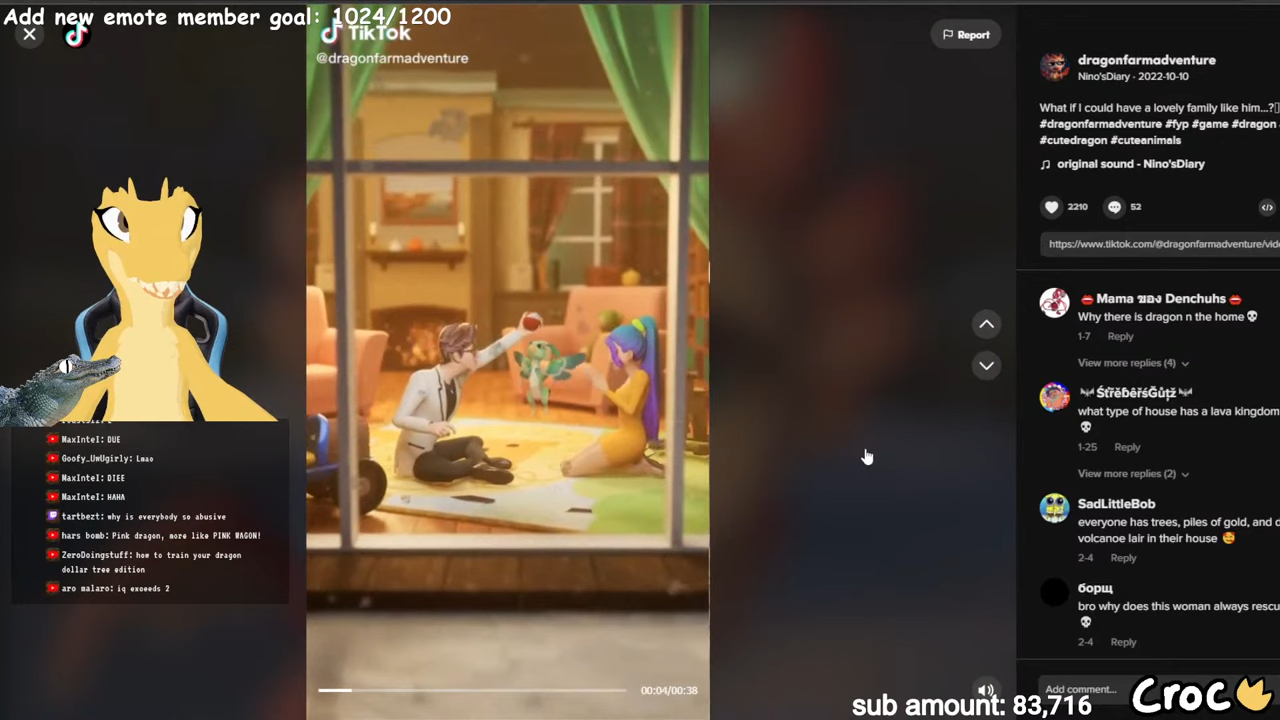 Add new emote member goal: 1024/1200
TikTok
@dragonfarmadventure
Report
dragonfarmadventure
Nino'sDiary · 2022-10-10
What if I could have a lovely family like him...?
#dragonfarmadventure #fyp #game #dragon
#cutedragon #cuteanimals
original sound - Nino'sDiary
2210
52
https://www.tiktok.com/@dragonfarmadventure/vid
Mama ของ Denchuhs
Why there is dragon n the home💀
1-7 Reply
View more replies (4)
what type of house has a lava kingdom
💀
1-25 Reply
View more replies (2)
SadLittleBob
everyone has trees, piles of gold, and
volcanoe lair in their house 🥰
2-4 Reply
борщ
bro why does this woman always rescu
💀
2-4 Reply
Add comment...
MaxInteI: DUE
Goofy_UwUgirly: Lmao
MaxInteI: DIEE
MaxInteI: HAHA
tartbezt: why is everybody so abusive
hars bomb: Pink dragon, more like PINK WAGON!
ZeroDoingstuff: how to train your dragon
dollar tree edition
aro malaro: iq exoeds 2
00:04/00:38
sub amount: 83,716
Croc